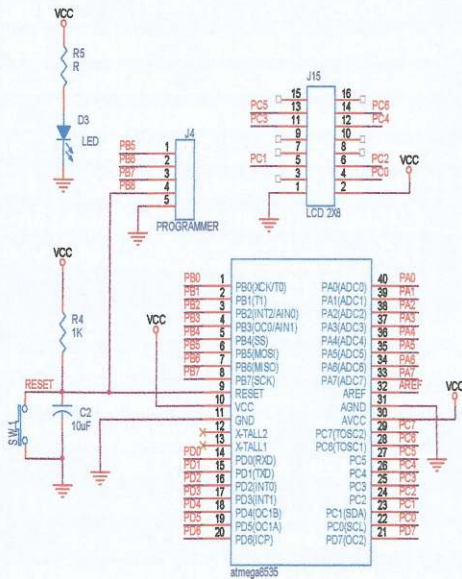 VCC
R5
R
D3
LED
J4
PB5 1
PB6 2
PB7 3
PB8 4
5
PROGRAMMER
J15
15 16
PC5 13 14 PC6
PC3 11 12 PC4
9 10
7 8
PC1 5 6 PC2
3 4 PC0
1 2
VCC
LCD 2X8
VCC
R4
1K
RESET
S.W-1
C2
10uF
VCC
PB0 1 PB0(XCK/T0) PA0(ADC0) 40 PA0
PB1 2 PB1(T1) PA1(ADC1) 39 PA1
PB2 3 PB2(INT2/AIN0) PA2(ADC2) 38 PA2
PB3 4 PB3(OC0/AIN1) PA3(ADC3) 37 PA3
PB4 5 PB4(SS) PA4(ADC4) 36 PA4
PB5 6 PB5(MOSI) PA5(ADC5) 35 PA5
PB6 7 PB6(MISO) PA6(ADC6) 34 PA6
PB7 8 PB7(SCK) PA7(ADC7) 33 PA7
9 RESET AREF 32 AREF
10 VCC AGND 31
11 GND AVCC 30
VCC
12 X-TALL2 PC7(TOSC2) 29 PC7
13 X-TALL1 PC6(TOSC1) 28 PC6
PD0 14 PD0(RXD) PC5 27 PC5
PD1 15 PD1(TXD) PC4 26 PC4
PD2 16 PD2(INT0) PC3 25 PC3
PD3 17 PD3(INT1) PC2 24 PC2
PD4 18 PD4(OC1B) PC1(SDA) 23 PC1
PD5 19 PD5(OC1A) PC0(SCL) 22 PC0
PD6 20 PD6(ICP) PD7(OC2) 21 PD7
atmega8535